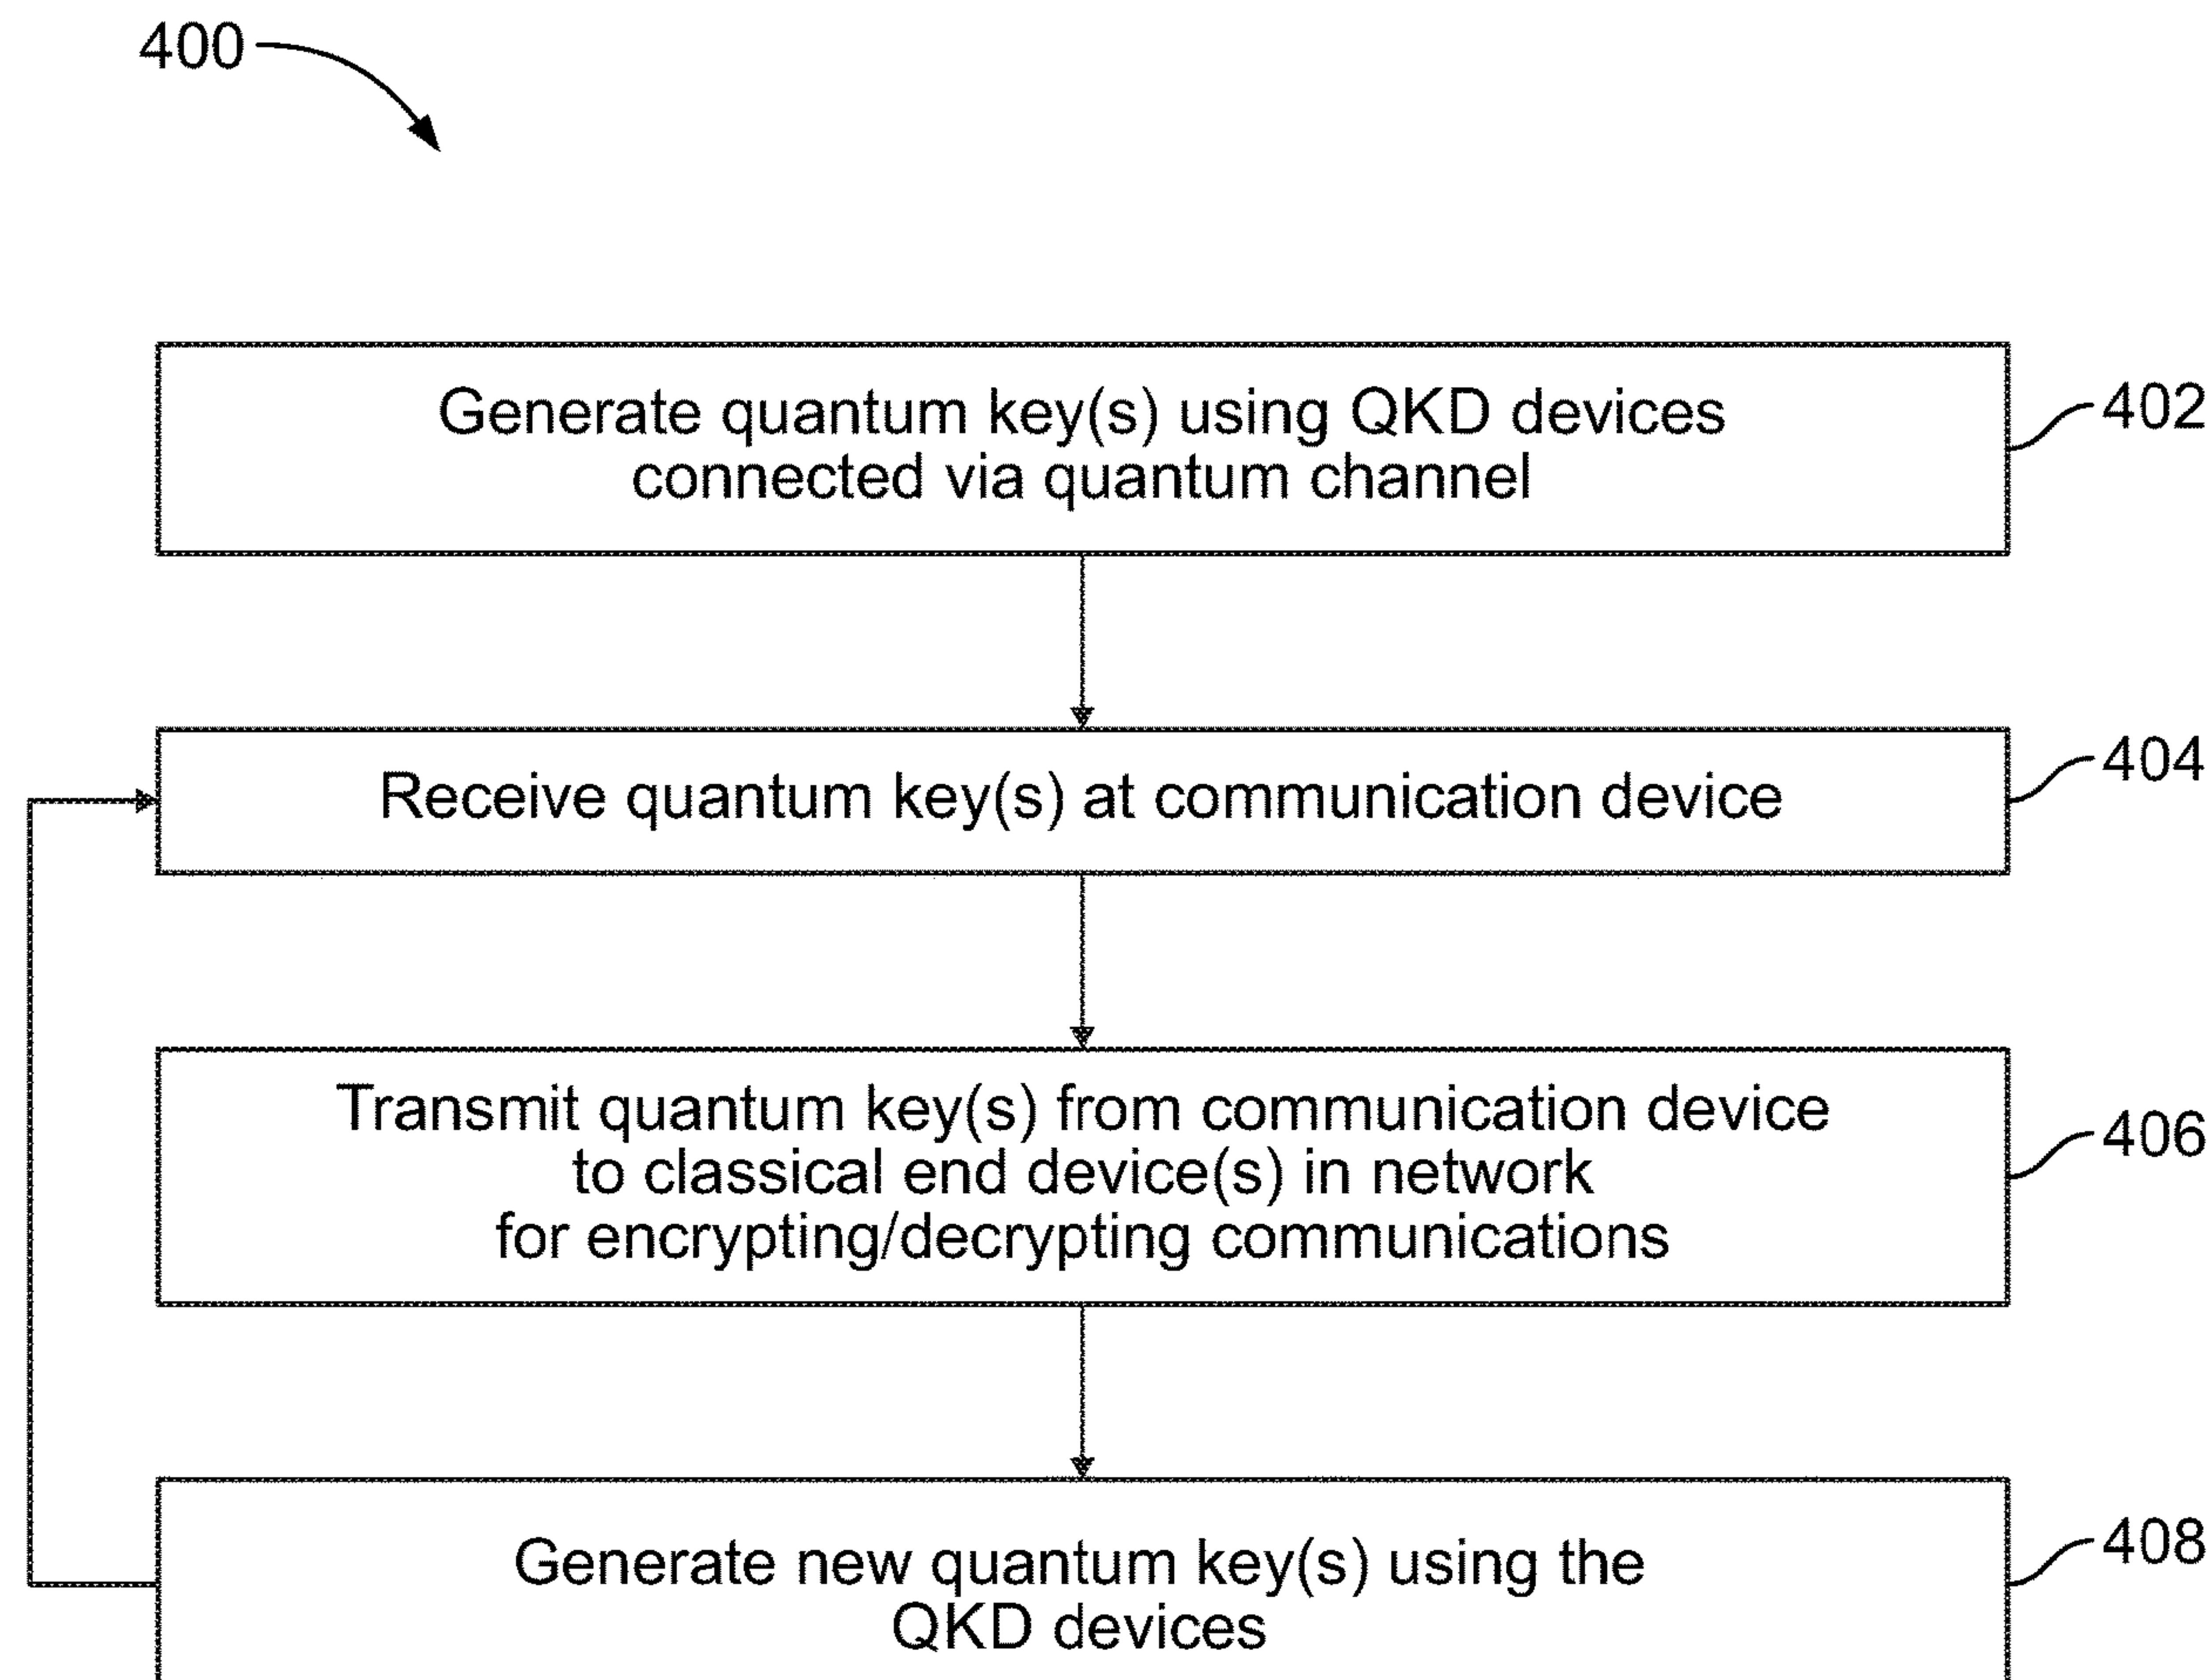 400
Generate quantum key(s) using QKD devices
connected via quantum channel
402
Receive quantum key(s) at communication device
404
Transmit quantum key(s) from communication device
to classical end device(s) in network
for encrypting/decrypting communications
406
Generate new quantum key(s) using the
QKD devices
408